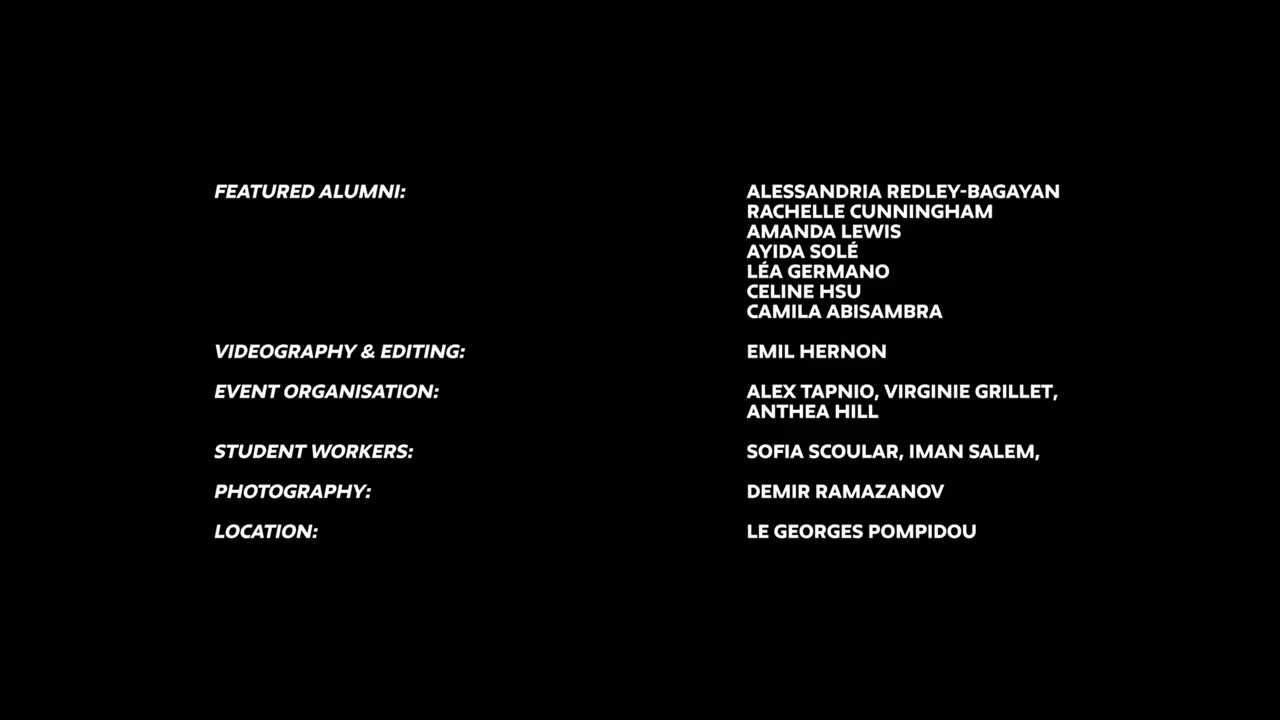 FEATURED ALUMNI: ALESSANDRIA REDLEY-BAGAYAN
RACHELLE CUNNINGHAM
AMANDA LEWIS
AYIDA SOLÉ
LÉA GERMANO
CELINE HSU
CAMILA ABISAMBRA
VIDEOGRAPHY & EDITING: EMIL HERNON
EVENT ORGANISATION: ALEX TAPNIO, VIRGINIE GRILLET,
ANTHEA HILL
STUDENT WORKERS: SOFIA SCOULAR, IMAN SALEM,
PHOTOGRAPHY: DEMIR RAMAZANOV
LOCATION: LE GEORGES POMPIDOU